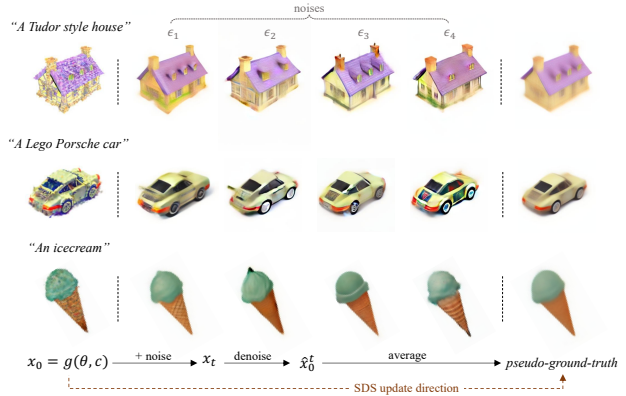 noises
“A Tudor style house”
ϵ₁ ϵ₂ ϵ₃ ϵ₄
“A Lego Porsche car”
“An icecream”
x₀ = g(θ, c) + noise xₜ denoise x̂₀ᵗ average pseudo-ground-truth
SDS update direction